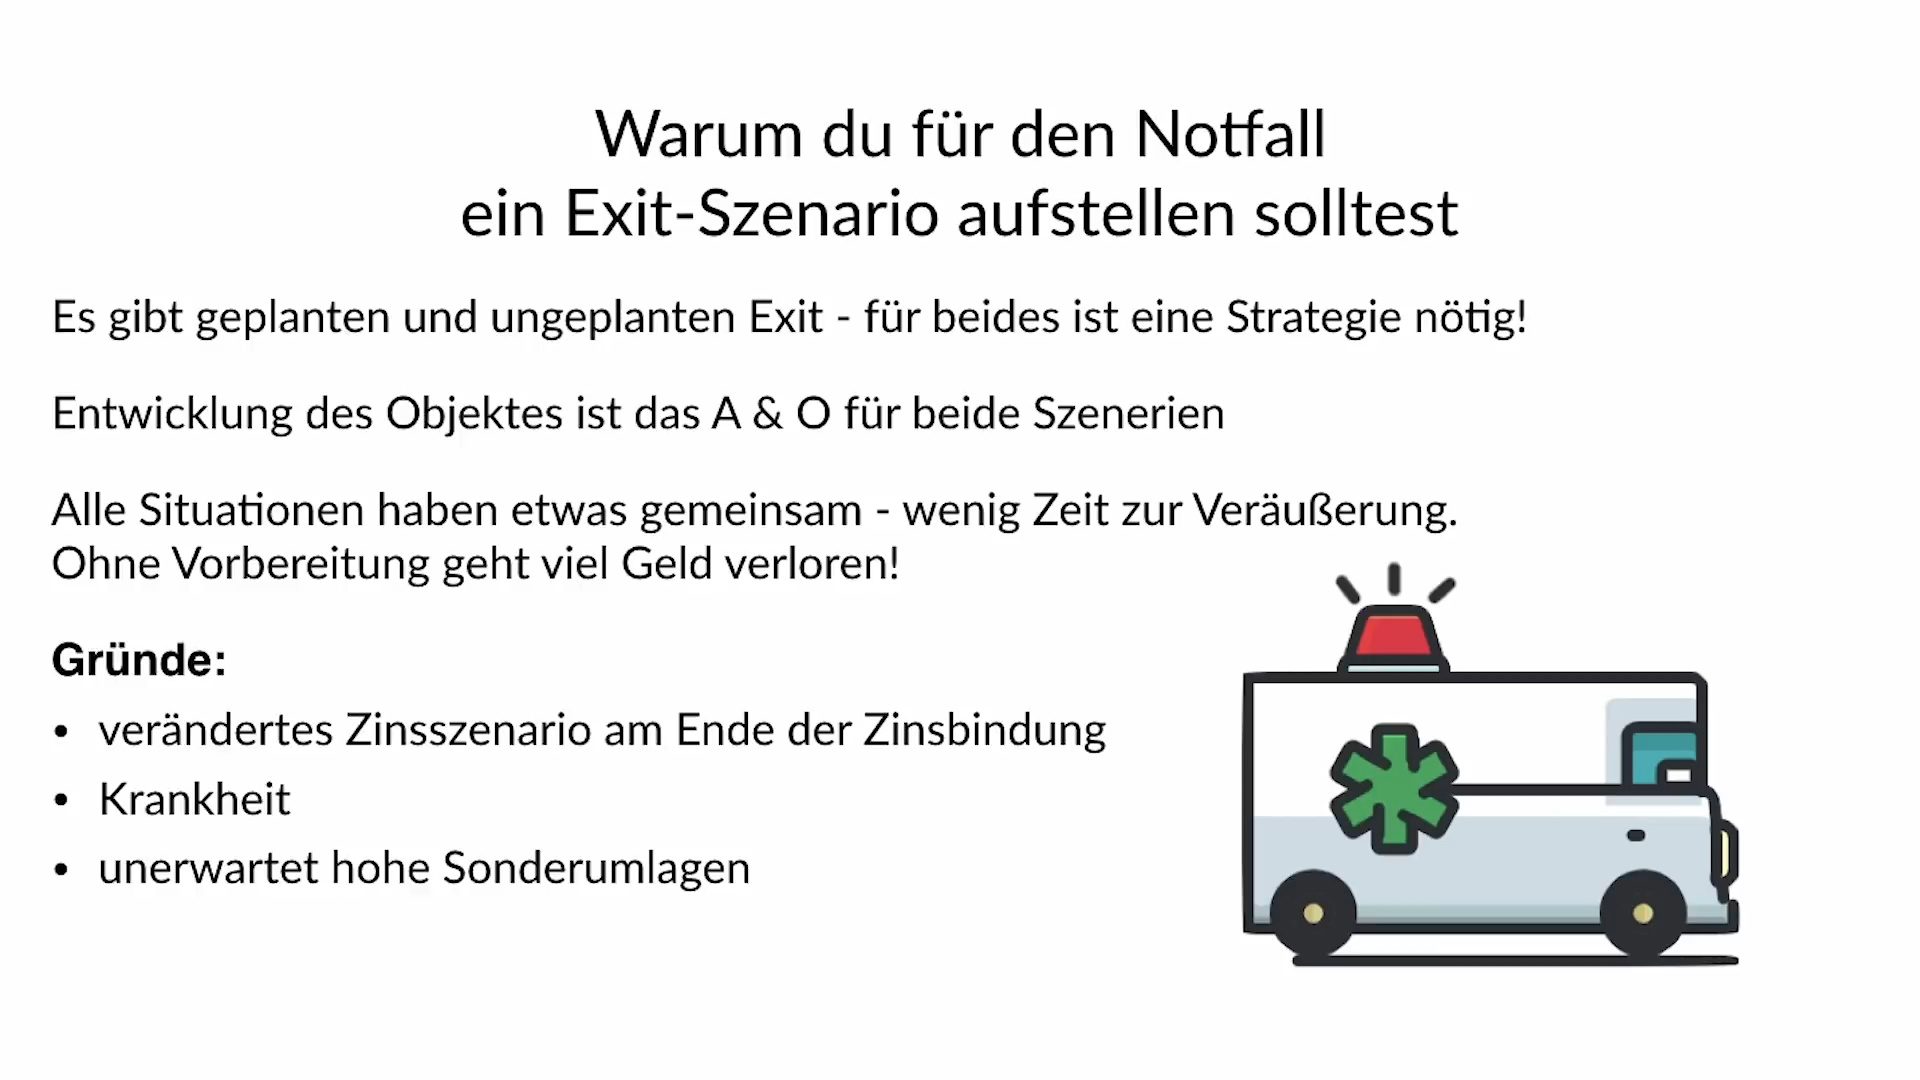 Warum du für den Notfall
ein Exit-Szenario aufstellen solltest
Es gibt geplanten und ungeplanten Exit - für beides ist eine Strategie nötig!
Entwicklung des Objektes ist das A & O für beide Szenerien
Alle Situationen haben etwas gemeinsam - wenig Zeit zur Veräußerung.
Ohne Vorbereitung geht viel Geld verloren!
Gründe:
• verändertes Zinsszenario am Ende der Zinsbindung
• Krankheit
• unerwartet hohe Sonderumlagen